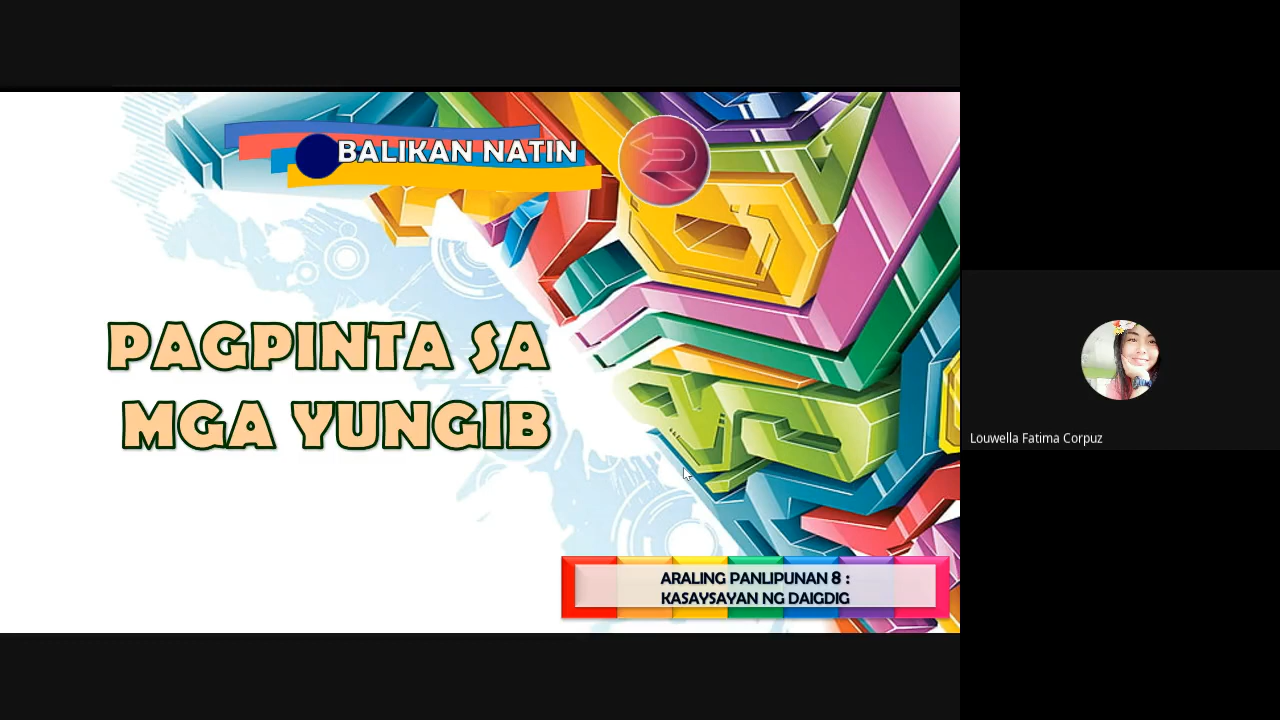 BALIKAN NATIN
PAGPINTA SA
MGA YUNGIB
ARALING PANLIPUNAN 8 :
KASAYSAYAN NG DAIGDIG
Louwella Fatima Corpuz